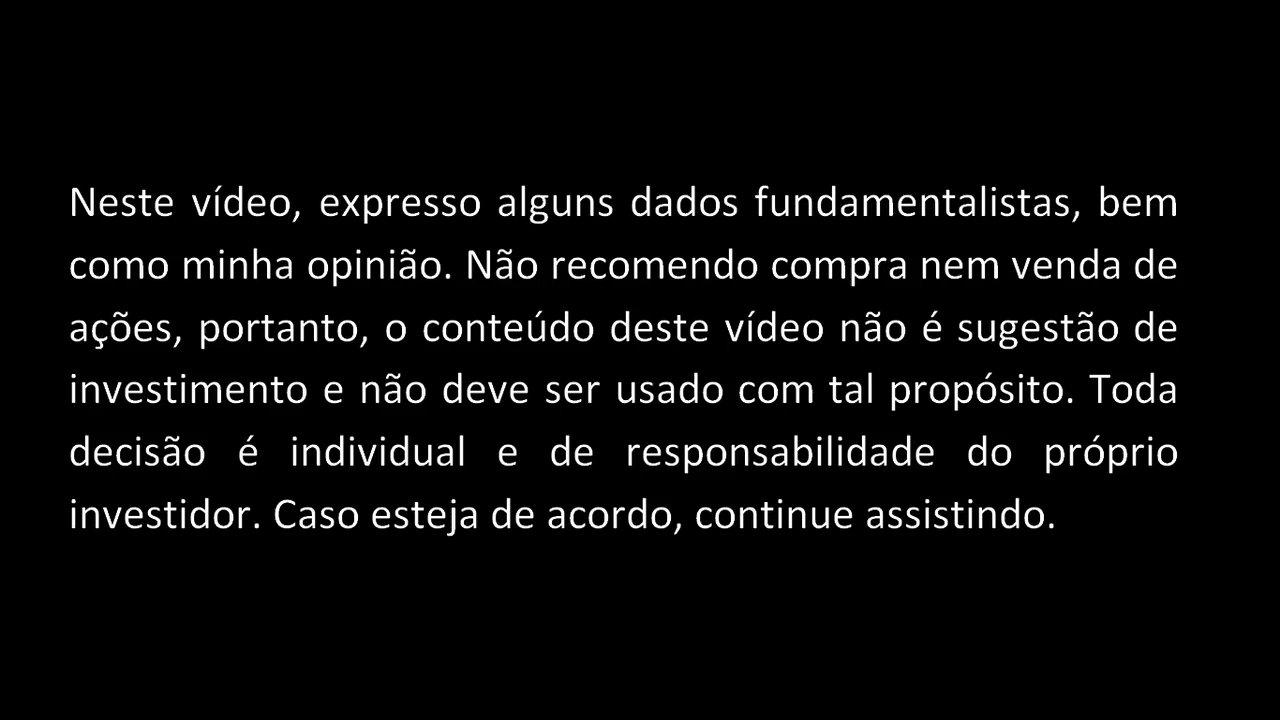 Neste vídeo, expresso alguns dados fundamentalistas, bem
como minha opinião. Não recomendo compra nem venda de
ações, portanto, o conteúdo deste vídeo não é sugestão de
investimento e não deve ser usado com tal propósito. Toda
decisão é individual e de responsabilidade do próprio
investidor. Caso esteja de acordo, continue assistindo.